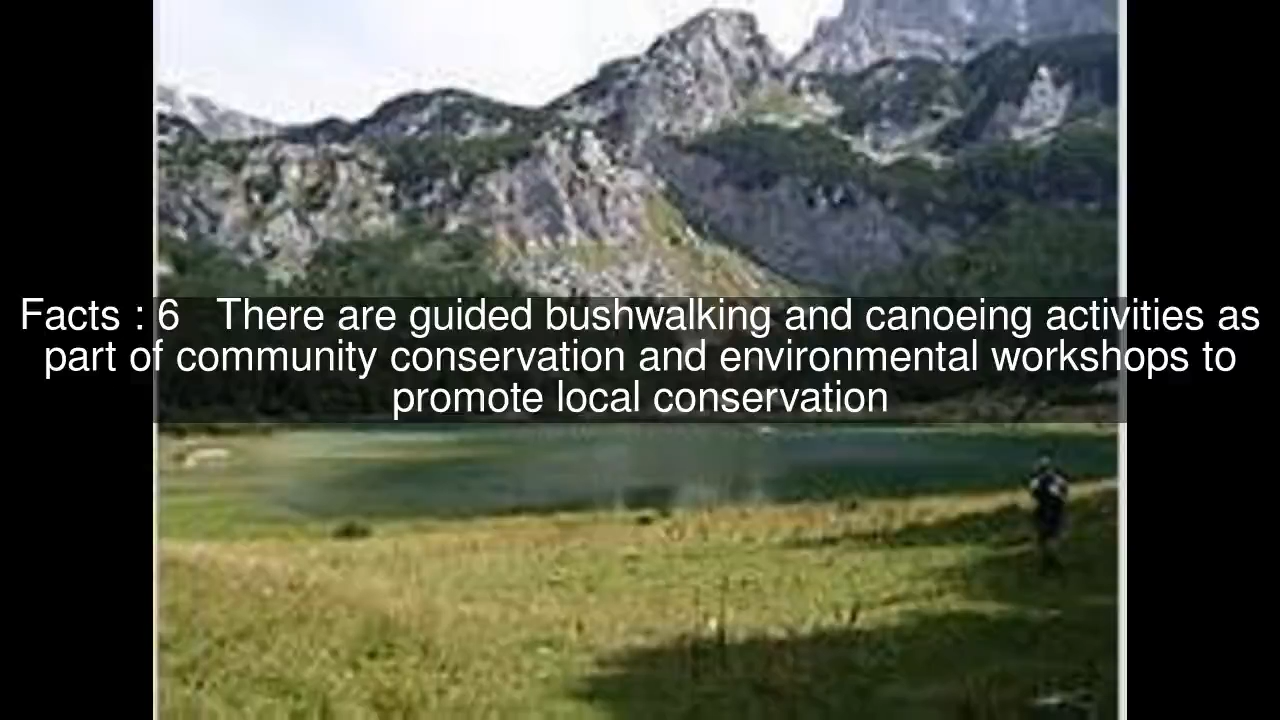 Facts : 6   There are guided bushwalking and canoeing activities as
part of community conservation and environmental workshops to
promote local conservation